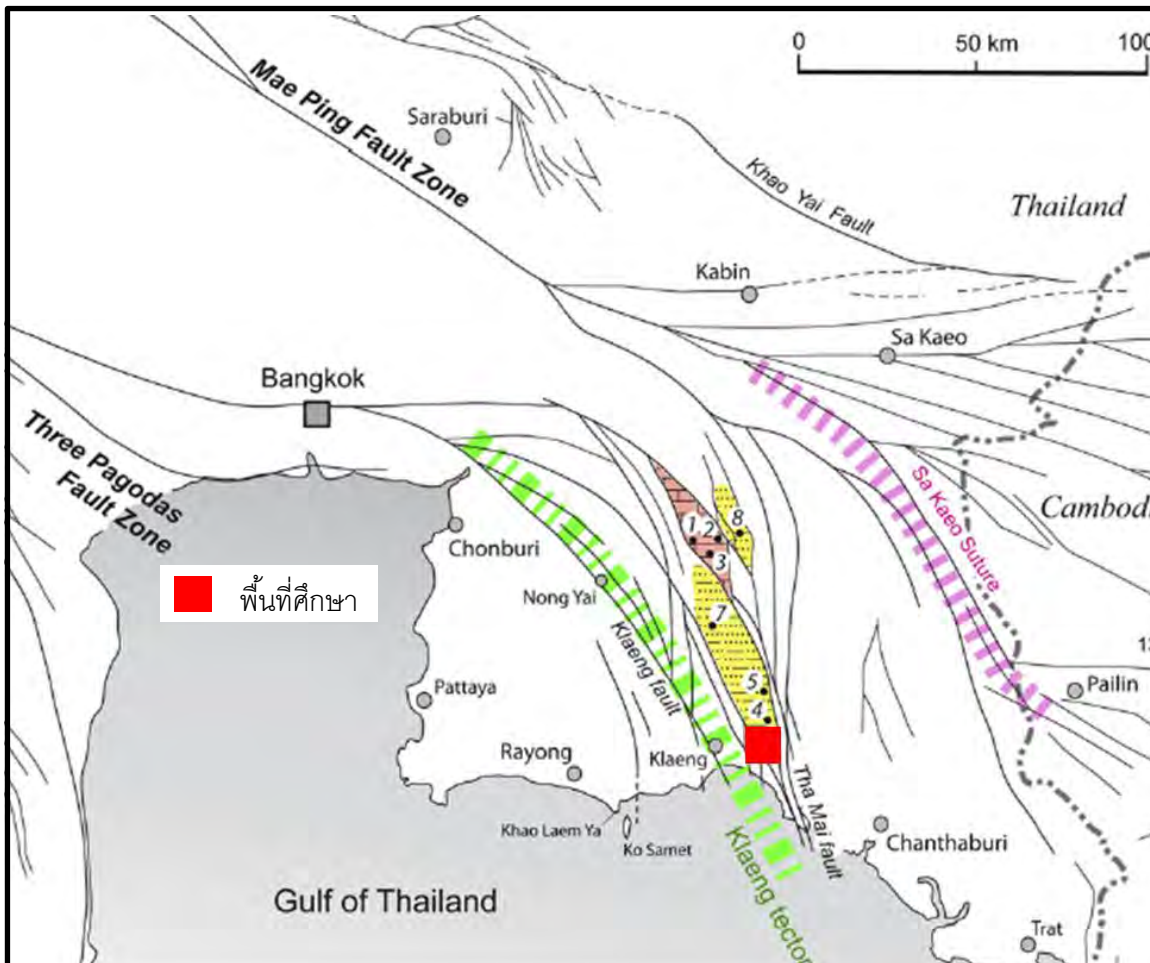 0
50 km
100
Mae Ping Fault Zone
Saraburi
Khao Yai Fault
Thailand
Kabin
Sa Kaeo
Bangkok
Three Pagodas
Fault Zone
Sa Kaeo Suture
Cambod
1
2
8
3
Chonburi
พื้นที่ศึกษา
Nong Yai
7
Klaeng fault
13
Pailin
5
4
Pattaya
Rayong
Klaeng
Tha Mai fault
Khao Laem Ya
Ko Samet
Chanthaburi
Klaeng tecton
Gulf of Thailand
Trat